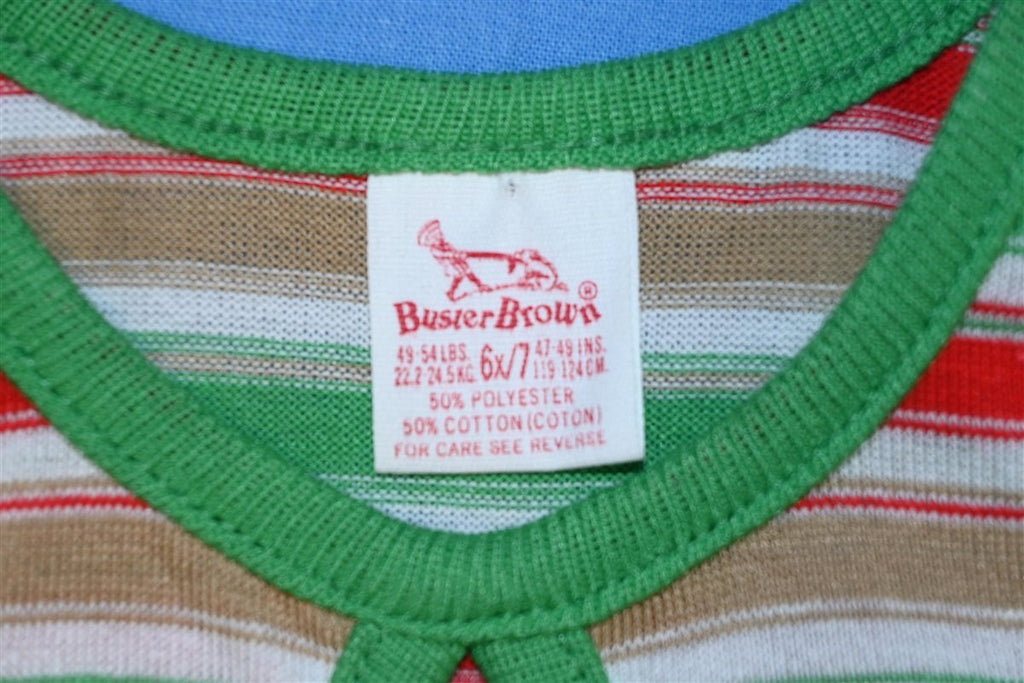 Buster Brown ®
49-54 LBS. 6x/7 47-49 INS.
22.2-24.5 KG. 119-124 CM.
50% POLYESTER
50% COTTON (COTON)
FOR CARE SEE REVERSE